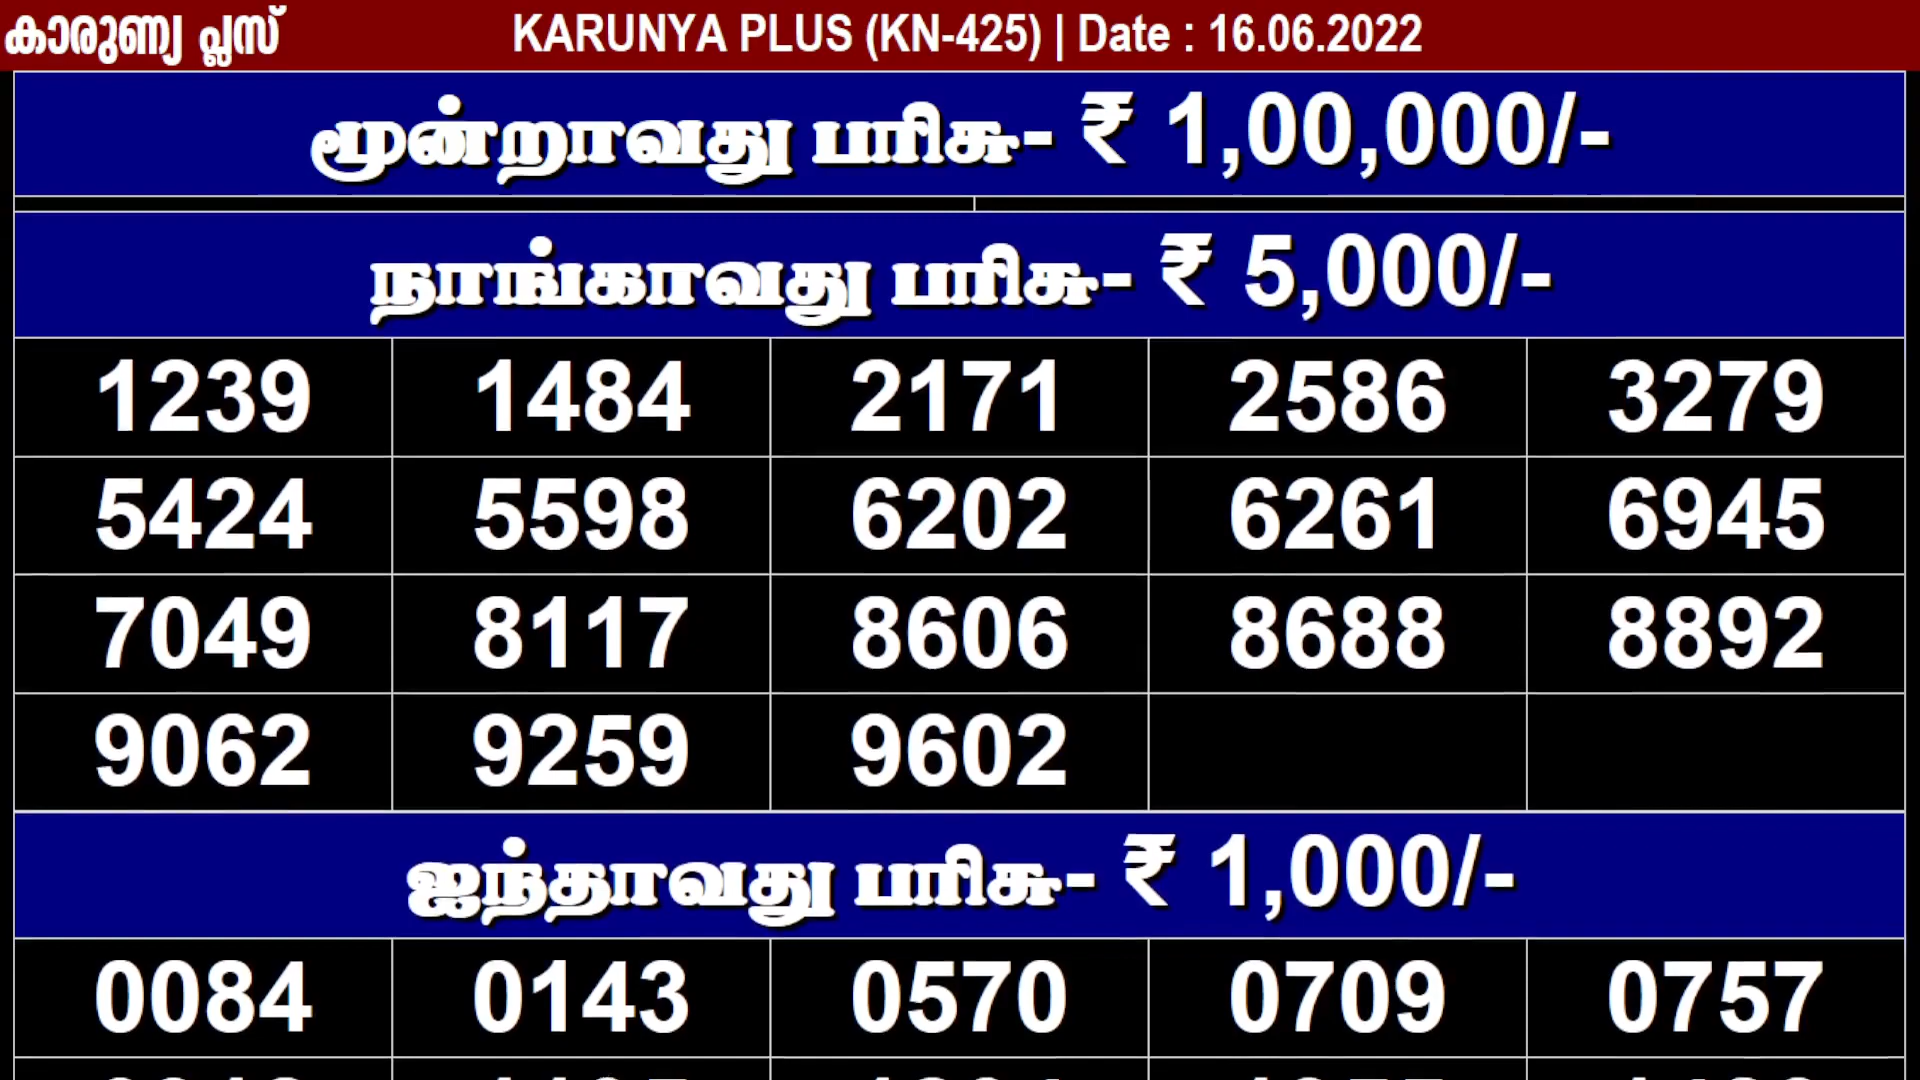 കാരുണ്യ പ്ലസ് KARUNYA PLUS (KN-425) | Date : 16.06.2022
மூன்றாவது பரிசு- ₹ 1,00,000/-
நாங்காவது பரிசு- ₹ 5,000/-
1239 1484 2171 2586 3279
5424 5598 6202 6261 6945
7049 8117 8606 8688 8892
9062 9259 9602
ஐந்தாவது பரிசு- ₹ 1,000/-
0084 0143 0570 0709 0757